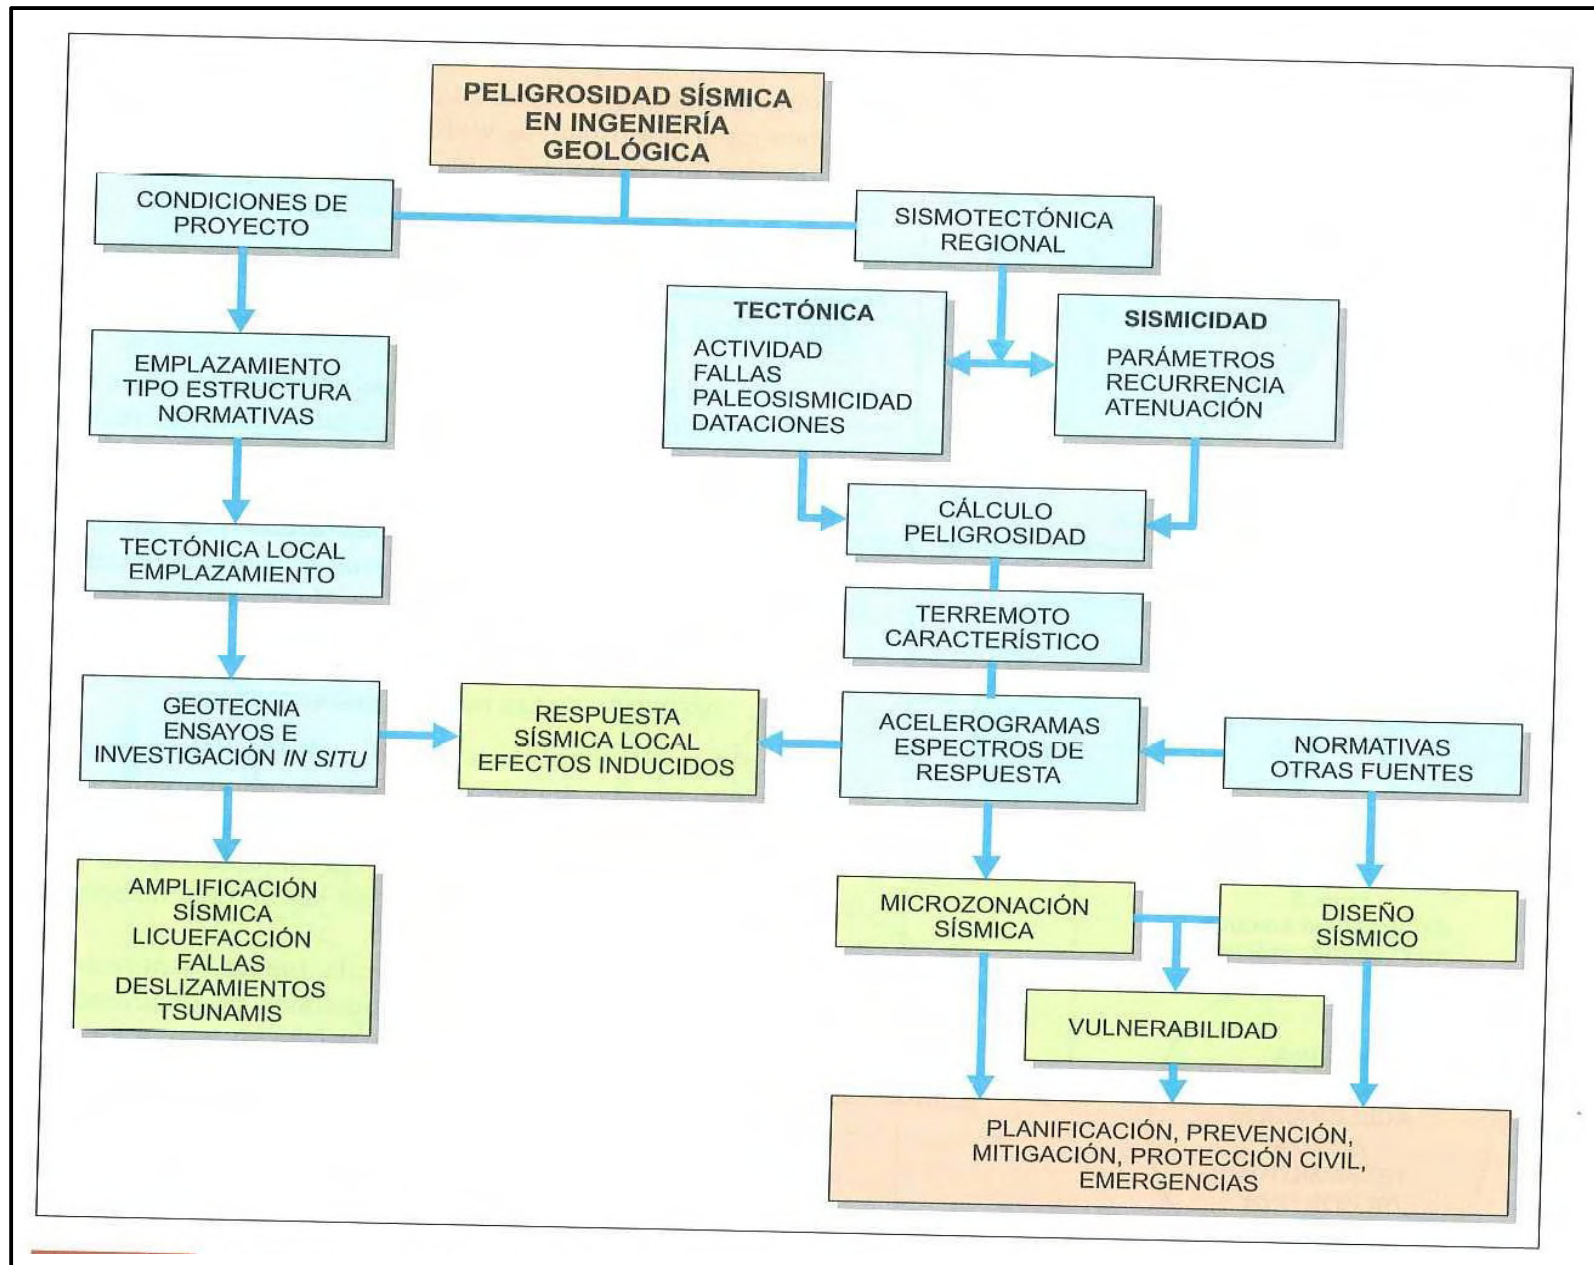 PELIGROSIDAD SÍSMICA
EN INGENIERÍA
GEOLÓGICA
CONDICIONES DE
PROYECTO
SISMOTECTÓNICA
REGIONAL
EMPLAZAMIENTO
TIPO ESTRUCTURA
NORMATIVAS
TECTÓNICA
ACTIVIDAD
FALLAS
PALEOSISMICIDAD
DATACIONES
SISMICIDAD
PARÁMETROS
RECURRENCIA
ATENUACIÓN
TECTÓNICA LOCAL
EMPLAZAMIENTO
CÁLCULO
PELIGROSIDAD
TERREMOTO
CARACTERÍSTICO
GEOTECNIA
ENSAYOS E
INVESTIGACIÓN IN SITU
RESPUESTA
SÍSMICA LOCAL
EFECTOS INDUCIDOS
ACELEROGRAMAS
ESPECTROS DE
RESPUESTA
NORMATIVAS
OTRAS FUENTES
AMPLIFICACIÓN
SÍSMICA
LICUEFACCIÓN
FALLAS
DESLIZAMIENTOS
TSUNAMIS
MICROZONACIÓN
SÍSMICA
DISEÑO
SÍSMICO
VULNERABILIDAD
PLANIFICACIÓN, PREVENCIÓN,
MITIGACIÓN, PROTECCIÓN CIVIL,
EMERGENCIAS